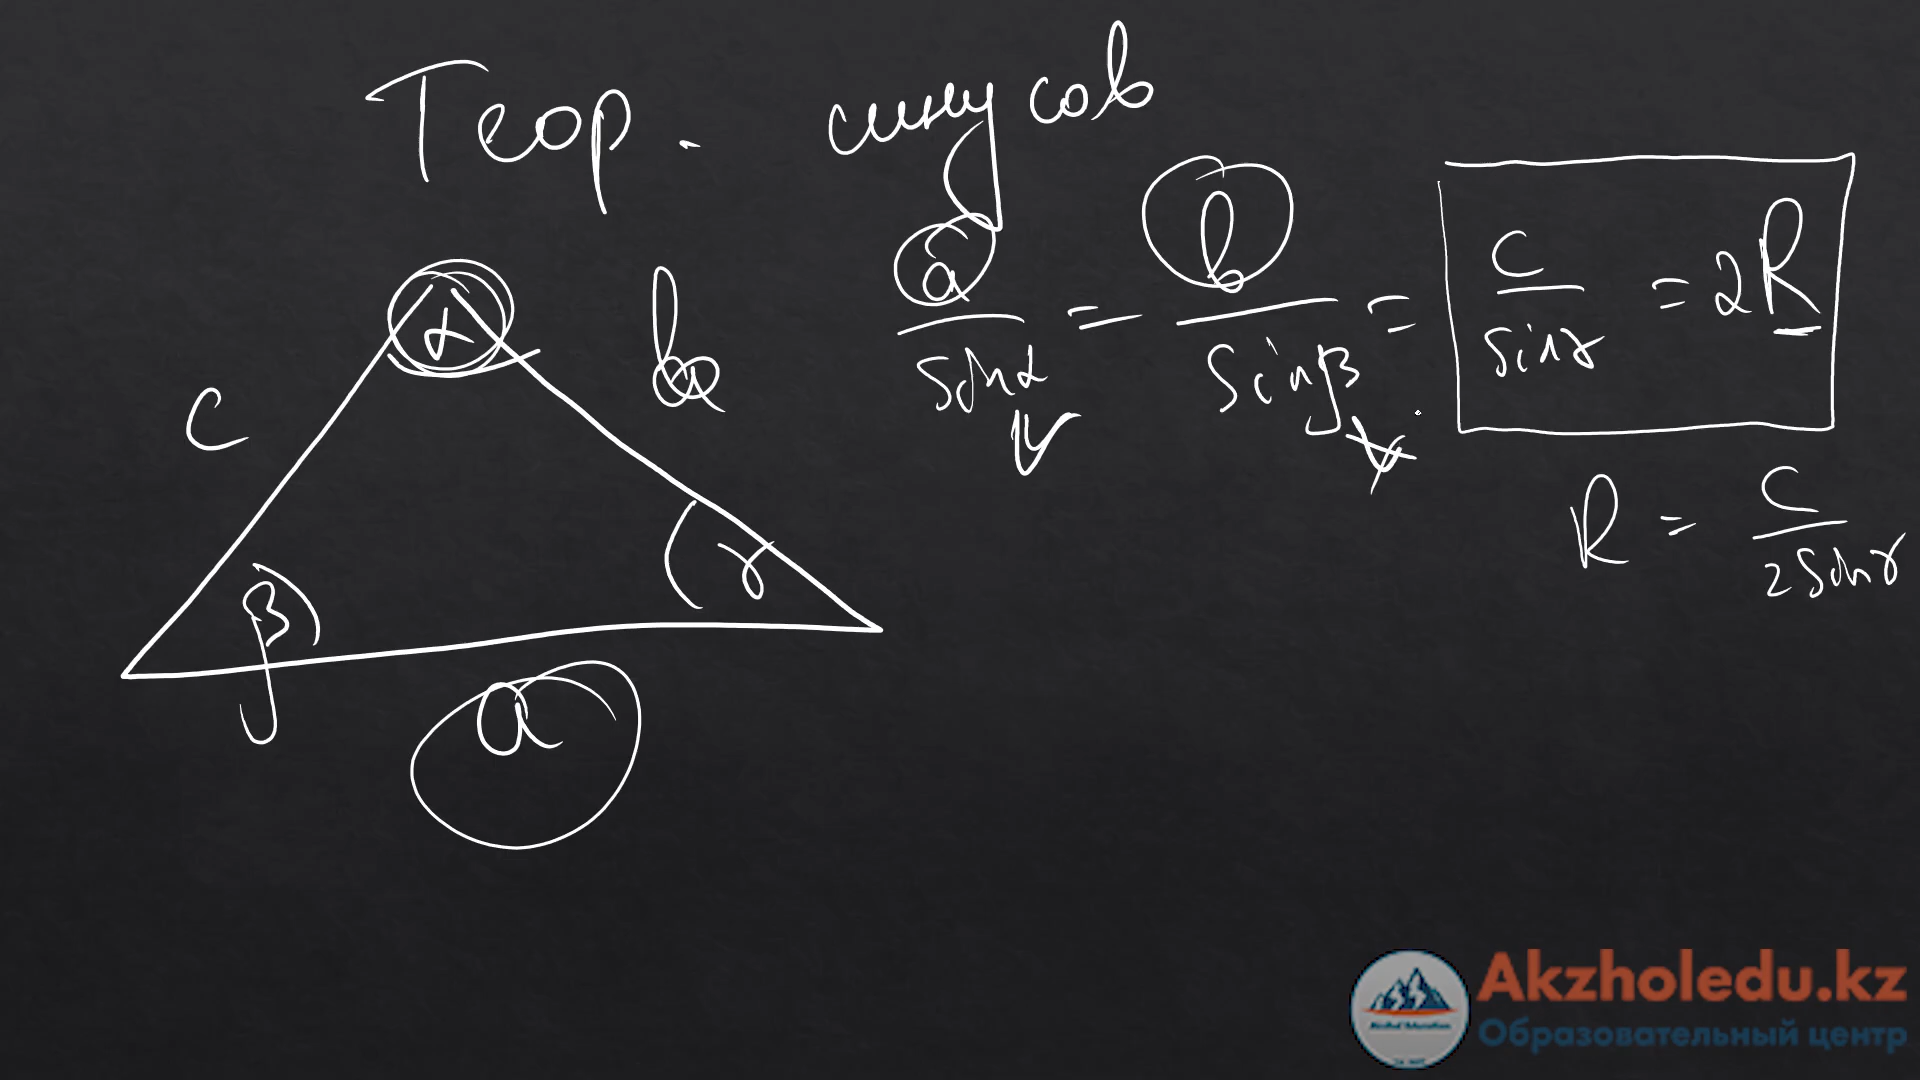 Теор. синусов
a/sinα = b/sinβ = c/sinγ = 2R
R = c/2sinγ
α
c
b
β
γ
a
Akzholedu.kz
Образовательный центр